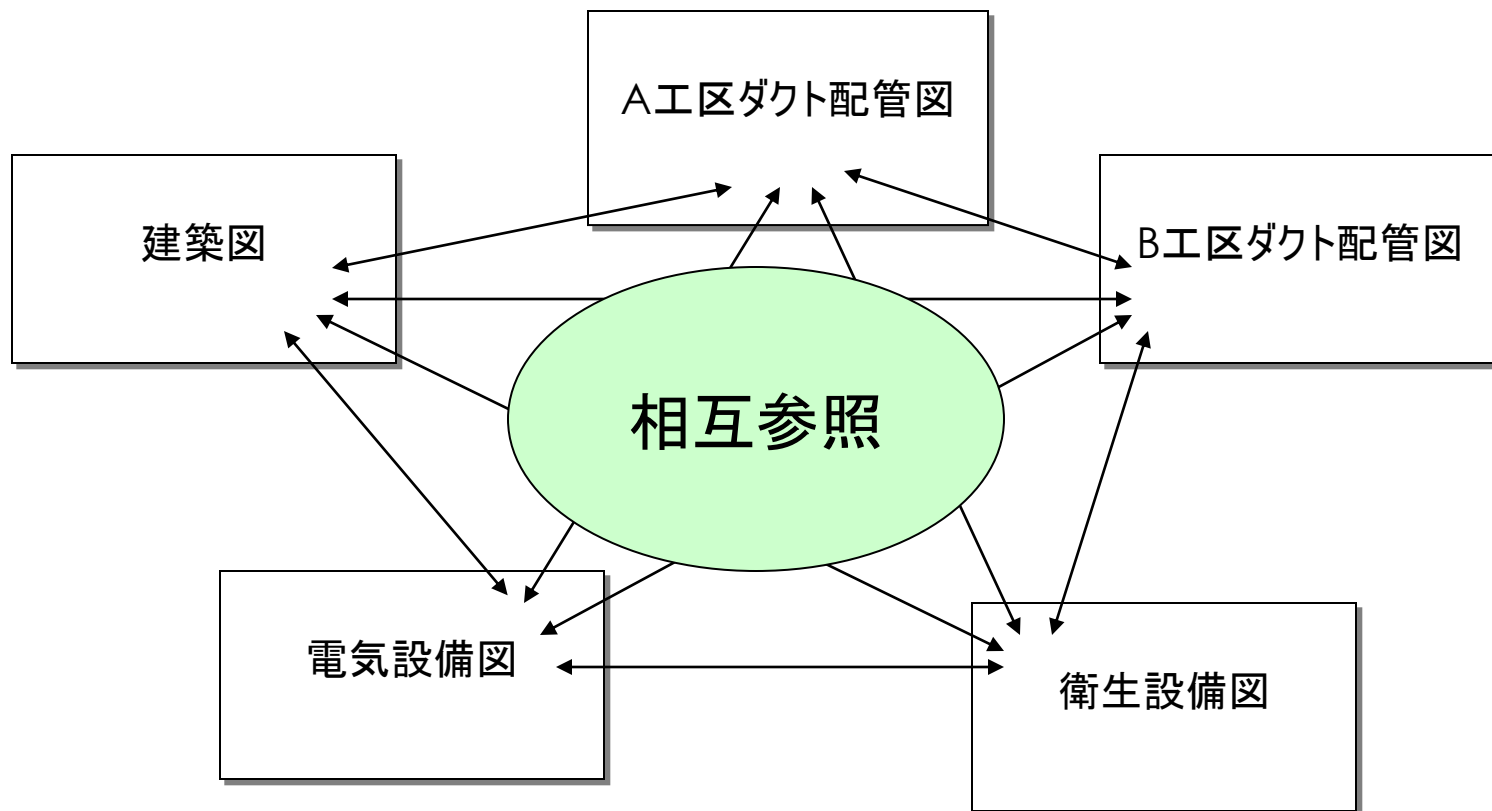 A工区ダクト配管図
建築図
B工区ダクト配管図
相互参照
電気設備図
衛生設備図